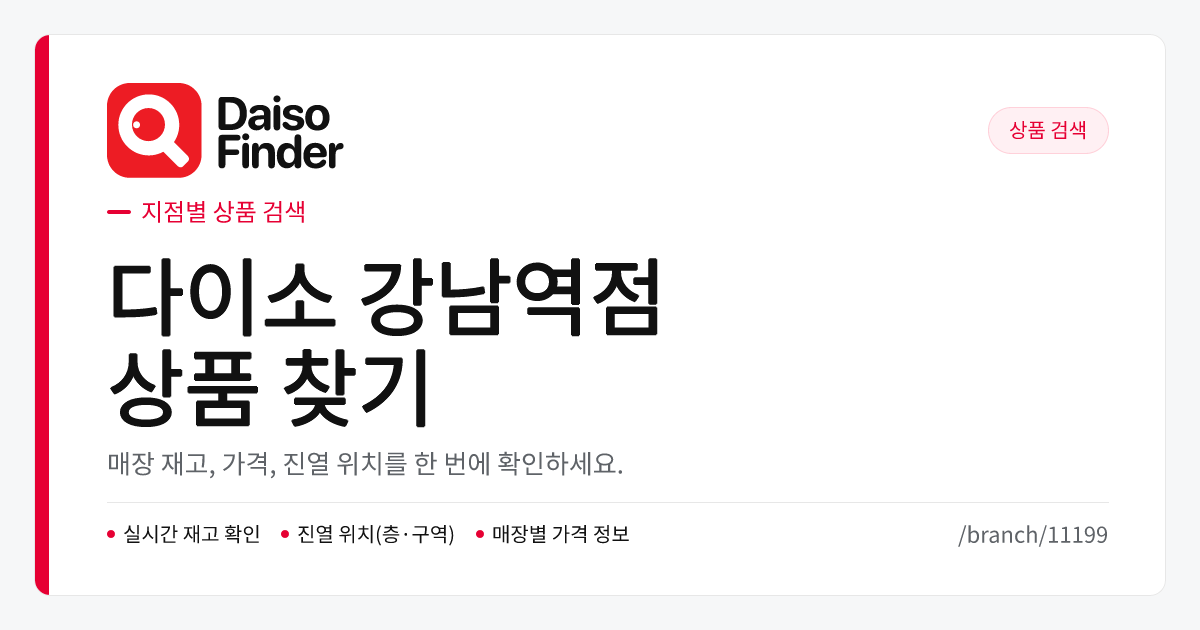 Daiso
Finder
상품 검색
지점별 상품 검색
다이소 강남역점
상품 찾기
매장 재고, 가격, 진열 위치를 한 번에 확인하세요.
실시간 재고 확인
진열 위치(층·구역)
매장별 가격 정보
/branch/11199